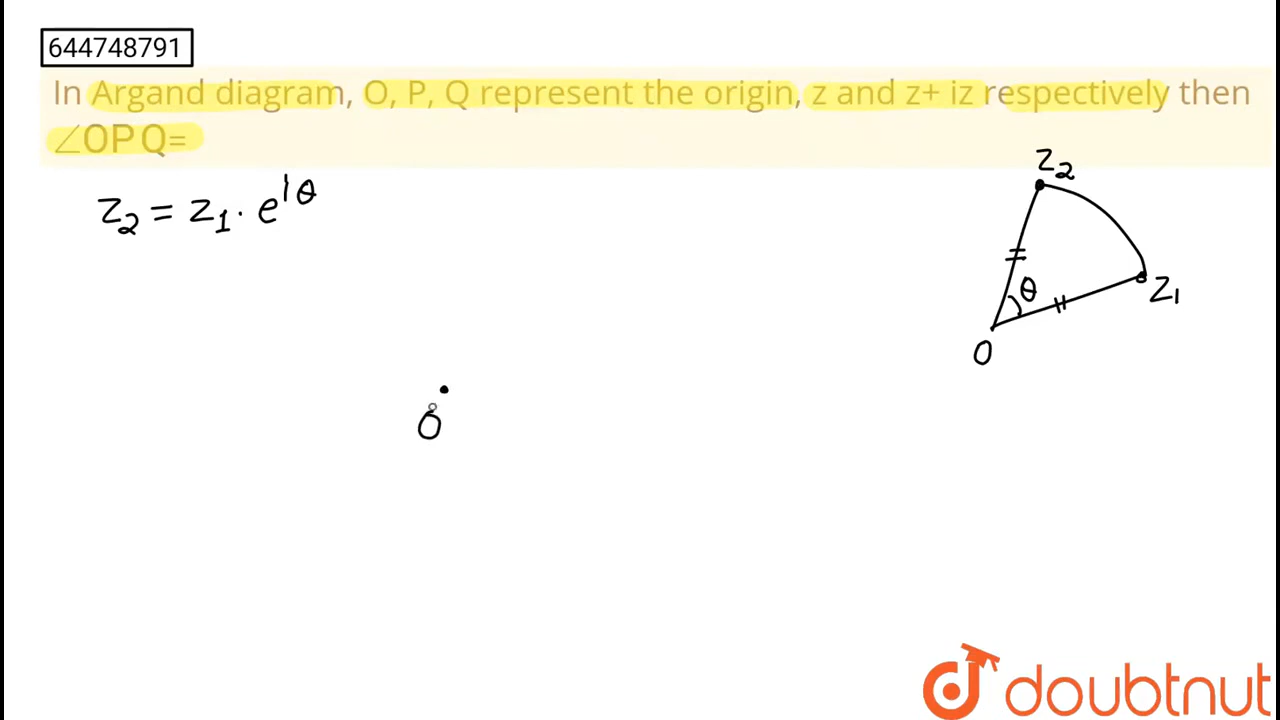 644748791
In Argand diagram, O, P, Q represent the origin, z and z+ iz respectively then
∠OPQ=
z₂ = z₁ · e^iθ
z₂
θ
z₁
O
O
doubtnut